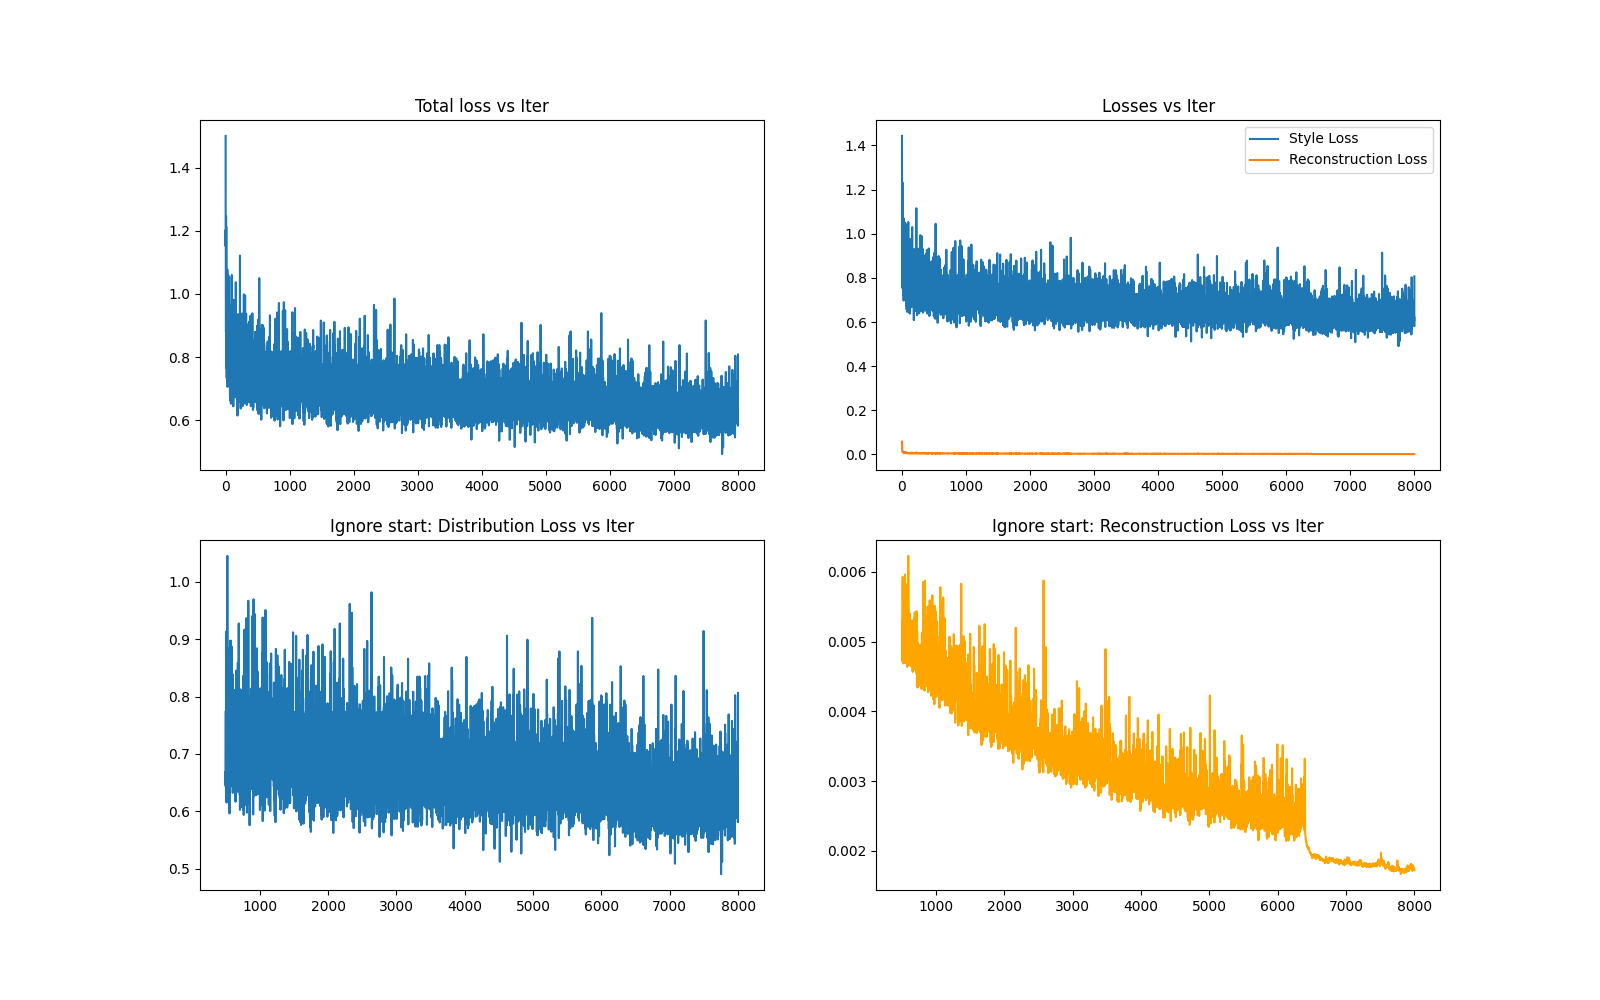 Total loss vs Iter
1.4
1.2
1.0
0.8
0.6
0 1000 2000 3000 4000 5000 6000 7000 8000
Losses vs Iter
Style Loss
Reconstruction Loss
1.4
1.2
1.0
0.8
0.6
0.4
0.2
0.0
0 1000 2000 3000 4000 5000 6000 7000 8000
Ignore start: Distribution Loss vs Iter
1.0
0.9
0.8
0.7
0.6
0.5
1000 2000 3000 4000 5000 6000 7000 8000
Ignore start: Reconstruction Loss vs Iter
0.006
0.005
0.004
0.003
0.002
1000 2000 3000 4000 5000 6000 7000 8000